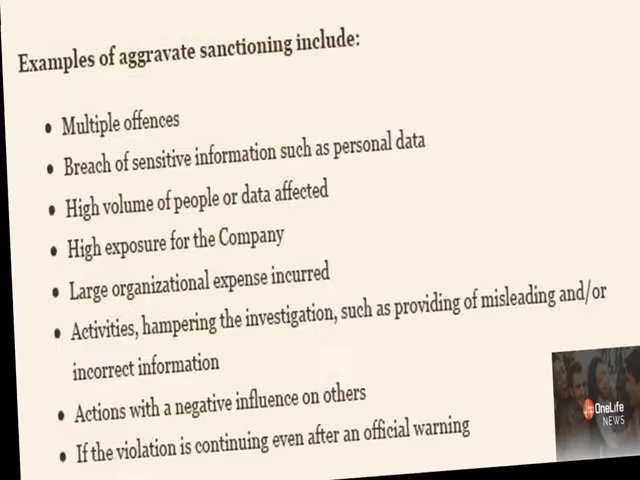 Examples of aggravate sanctioning include:
• Multiple offences
• Breach of sensitive information such as personal data
• High volume of people or data affected
• High exposure for the Company
• Large organizational expense incurred
• Activities, hampering the investigation, such as providing of misleading and/or
incorrect information
• Actions with a negative influence on others
• If the violation is continuing even after an official warning
OneLife
NEWS